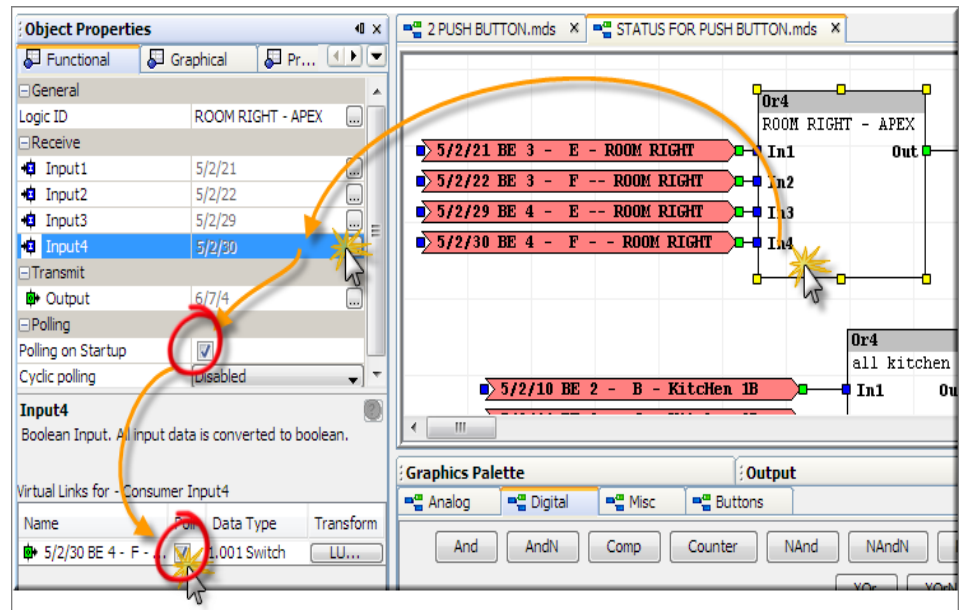 Object Properties
Functional
Graphical
Pr...
General
Logic ID
ROOM RIGHT - APEX
...
Receive
Input1
5/2/21
...
Input2
5/2/22
...
Input3
5/2/29
...
Input4
5/2/30
Transmit
Output
6/7/4
...
Polling
Polling on Startup
Cyclic polling
Disabled
Input4
Boolean Input. All input data is converted to boolean.
Virtual Links for - Consumer Input4
Name
Data Type
Transform
5/2/30 BE 4 - F -
1.001 Switch
LU...
2 PUSH BUTTON.mds
STATUS FOR PUSH BUTTON.mds
Or4
ROOM RIGHT - APEX
5/2/21 BE 3 - E - ROOM RIGHT
In1
Out
5/2/22 BE 3 - F -- ROOM RIGHT
In2
5/2/29 BE 4 - E -- ROOM RIGHT
In3
5/2/30 BE 4 - F - - ROOM RIGHT
In4
Or4
all kitchen
5/2/10 BE 2 - B - KitcHen 1B
In1
Graphics Palette
Output
Analog
Digital
Misc
Buttons
And
AndN
Comp
Counter
NAnd
NAndN
XOr